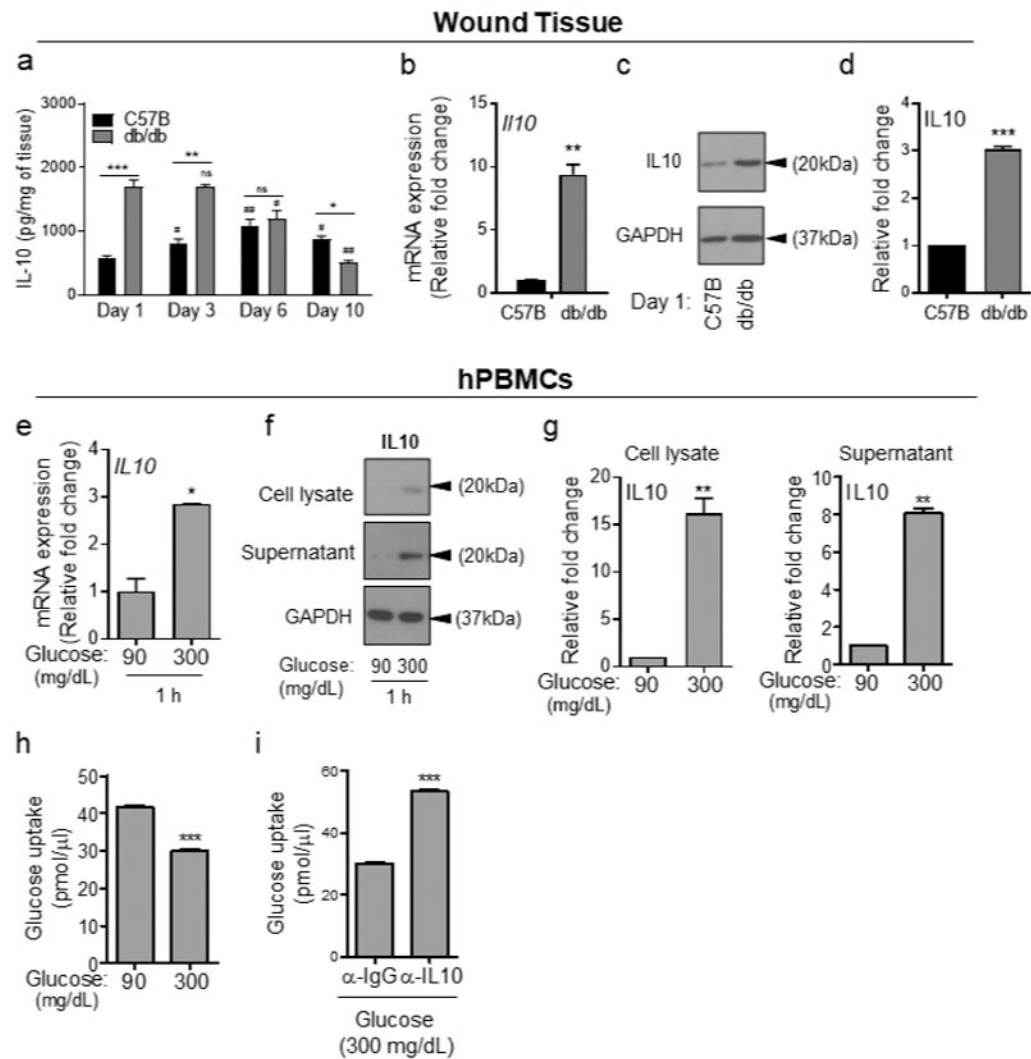 Wound Tissue
a
IL-10 (pg/mg of tissue)
3000
2000
1000
0
C57B
db/db
***
**
ns
ns
*
#
##
#
#
##
Day 1 Day 3 Day 6 Day 10
b
mRNA expression
(Relative fold change)
15
10
5
0
Il10
**
C57B db/db
c
IL10
(20kDa)
GAPDH
(37kDa)
Day 1:
C57B
db/db
d
Relative fold change
4
3
2
1
0
IL10
***
C57B db/db
hPBMCs
e
mRNA expression
(Relative fold change)
4
3
2
1
0
IL10
*
Glucose: 90 300
(mg/dL)
1 h
f
IL10
Cell lysate
(20kDa)
Supernatant
(20kDa)
GAPDH
(37kDa)
Glucose: 90 300
(mg/dL)
1 h
g
Cell lysate
Relative fold change
20
15
10
5
0
IL10
**
Glucose: 90 300
(mg/dL)
Supernatant
Relative fold change
10
8
6
4
2
0
IL10
**
Glucose: 90 300
(mg/dL)
h
Glucose uptake
(pmol/μl)
50
40
30
20
10
0
***
Glucose: 90 300
(mg/dL)
i
Glucose uptake
(pmol/μl)
60
40
20
0
***
α-IgG α-IL10
Glucose
(300 mg/dL)